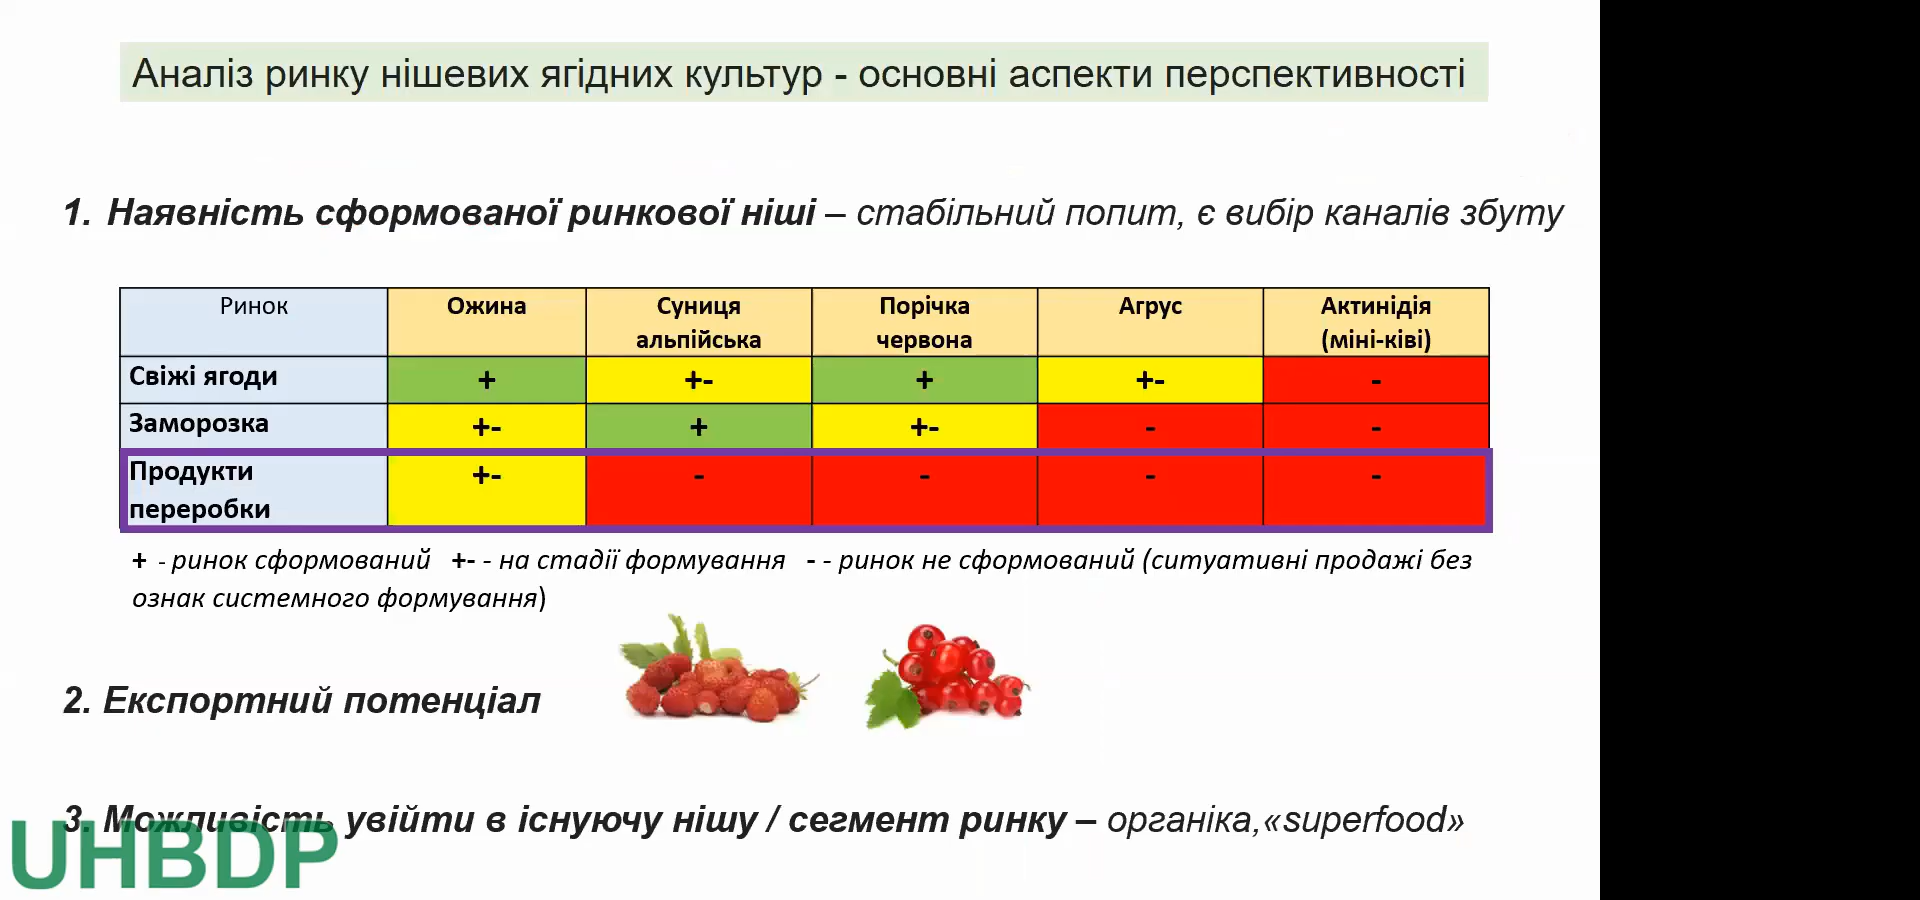 Аналіз ринку нішевих ягідних культур - основні аспекти перспективності
1. Наявність сформованої ринкової ніші – стабільний попит, є вибір каналів збуту
Ринок Ожина Суниця альпійська Порічка червона Агрус Актинідія (міні-ківі)
Свіжі ягоди + +- + +- -
Заморозка +- + +- - -
Продукти переробки +- - - - -
+ - ринок сформований +- - на стадії формування - - ринок не сформований (ситуативні продажі без
ознак системного формування)
2. Експортний потенціал
3. Можливість увійти в існуючу нішу / сегмент ринку – органіка,«superfood»
UHBDP